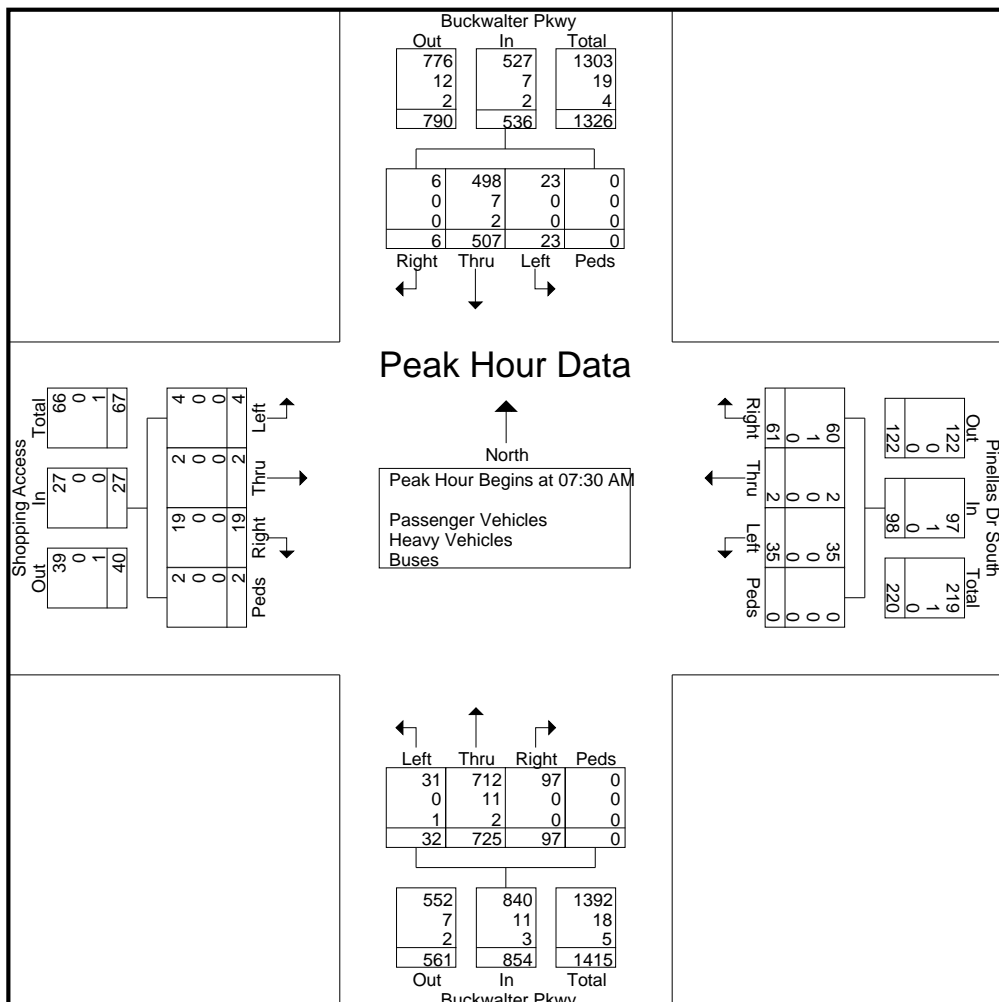 Buckwalter Pkwy
Out In Total
776 527 1303
12 7 19
2 2 4
790 536 1326
6 498 23 0
0 7 0 0
0 2 0 0
6 507 23 0
Right Thru Left Peds
Peak Hour Data
North
Peak Hour Begins at 07:30 AM
Passenger Vehicles
Heavy Vehicles
Buses
Shopping Access
Out In Total
39 27 66
0 0 0
1 0 1
40 27 67
2 19 2 4
0 0 0 0
0 0 0 0
2 19 2 4
Peds Right Thru Left
Pinellas Dr South
Out In Total
122 97 219
0 1 1
0 0 0
122 98 220
60 2 35 0
1 0 0 0
0 0 0 0
61 2 35 0
Right Thru Left Peds
Left Thru Right Peds
31 712 97 0
0 11 0 0
1 2 0 0
32 725 97 0
552 840 1392
7 11 18
2 3 5
561 854 1415
Out In Total
Buckwalter Pkwy